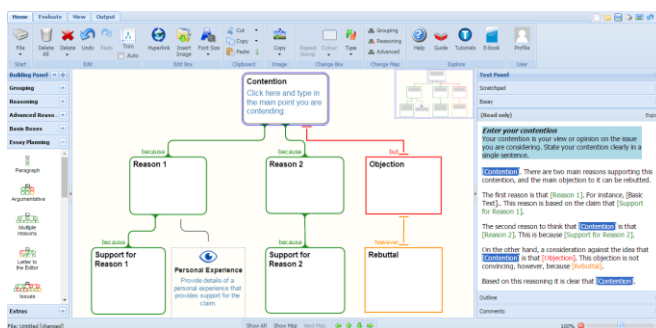 Home Evaluate View Output
File Delete All Delete Undo Redo Trim Auto Hyperlink Insert Image Font Size Cut Copy Paste Copy Repeat Stamp Colour Type Grouping Reasoning Advanced Help Guide Tutorials E-book Profile
Start Edit Edit Box Clipboard Image Change Box Change Map Explore User
Building Panel
Grouping
Reasoning
Advanced Reaso...
Basis Boxes
Essay Planning
Paragraph
Argumentative
Multiple
reasons
Letter to
the Editor
Issues
Extras
File: Untitled [changed]
Contention
Click here and type in
the main point you are
contending.
because
because
but
Reason 1
Reason 2
Objection
because
because
however
Support for
Reason 1
Personal Experience
Provide details of a
personal experience that
provides support for the
claim
Support for
Reason 2
Rebuttal
Show All Show Map Next Map
Text Panel
Scratchpad
Essay
(Read only) Expo
Enter your contention
Your contention is your view or opinion on the issue
you are considering. State your contention clearly in a
single sentence.
[Contention]. There are two main reasons supporting this
contention, and the main objection to it can be rebutted.
The first reason is that [Reason 1]. For instance, [Basic
Text].. This reason is based on the claim that [Support
for Reason 1].
The second reason to think that [Contention] is that
[Reason 2]. This is because [Support for Reason 2].
On the other hand, a consideration against the idea that
[Contention] is that [Objection]. This objection is not
convincing, however, because [Rebuttal].
Based on this reasoning it is clear that [Contention].
Outline
Comments
100%